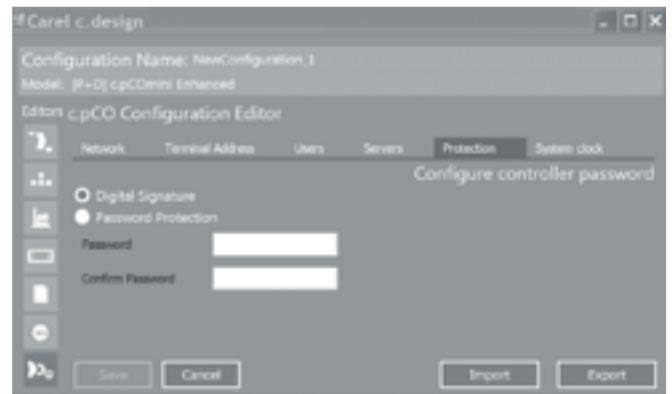 Carel c.design
Configuration Name: NewConfiguration_1
Model: [P+D] c.pCOmini Enhanced
Editors c.pCO Configuration Editor
Network Terminal Address Users Servers Protection System clock
Configure controller password
Digital Signature
Password Protection
Password
Confirm Password
Save Cancel Import Export